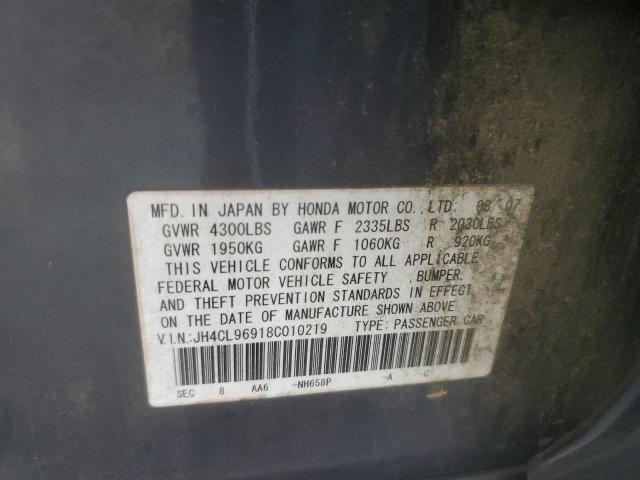 MFD. IN JAPAN BY HONDA MOTOR CO., LTD. 08/07
GVWR 4300LBS GAWR F 2335LBS R 2030LBS
GVWR 1950KG GAWR F 1060KG R 920KG
THIS VEHICLE CONFORMS TO ALL APPLICABLE
FEDERAL MOTOR VEHICLE SAFETY , BUMPER,
AND THEFT PREVENTION STANDARDS IN EFFECT
ON THE DATE OF MANUFACTURE SHOWN ABOVE
V.I.N.:JH4CL96918C010219 TYPE: PASSENGER CAR
SEC 8 AA6 -NH658P -A -C